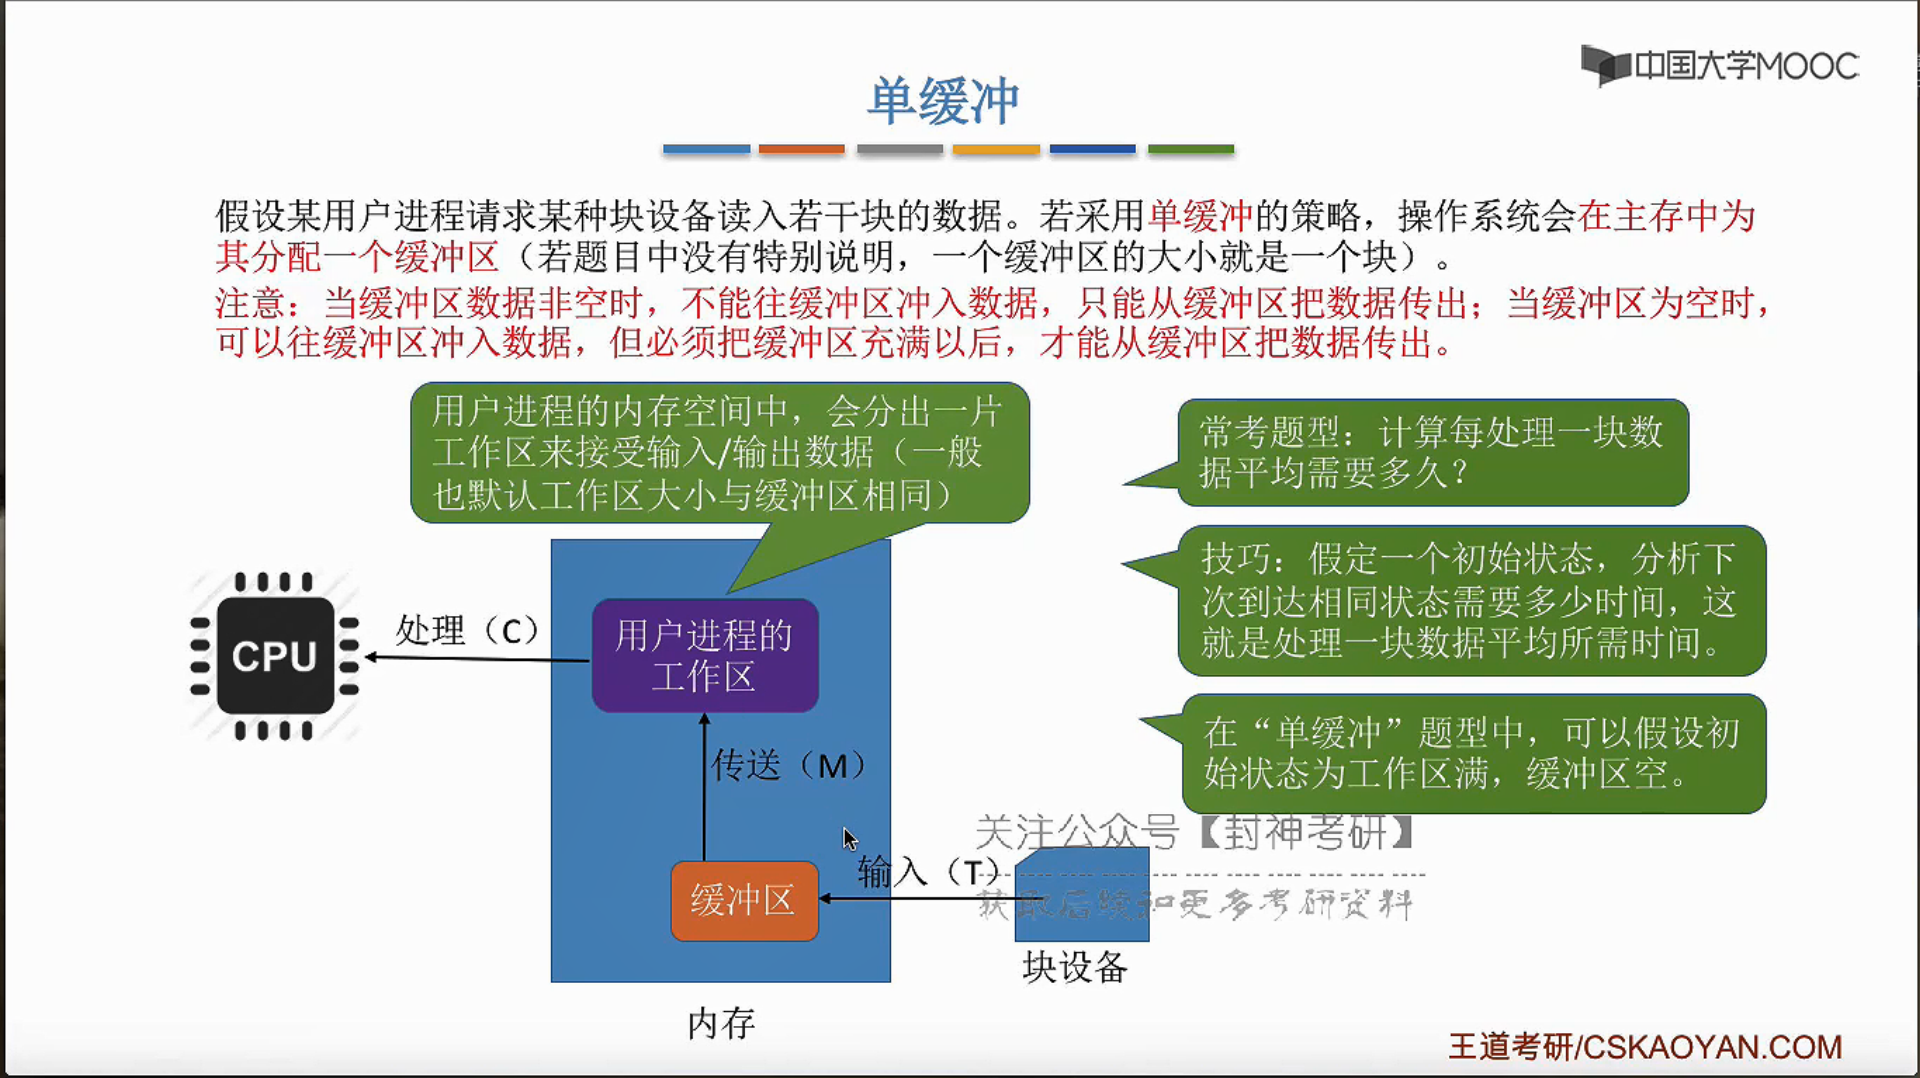 中国大学MOOC
单缓冲
假设某用户进程请求某种块设备读入若干块的数据。若采用单缓冲的策略，操作系统会在主存中为
其分配一个缓冲区（若题目中没有特别说明，一个缓冲区的大小就是一个块）。
注意：当缓冲区数据非空时，不能往缓冲区冲入数据，只能从缓冲区把数据传出；当缓冲区为空时，
可以往缓冲区冲入数据，但必须把缓冲区充满以后，才能从缓冲区把数据传出。
用户进程的内存空间中，会分出一片
工作区来接受输入/输出数据（一般
也默认工作区大小与缓冲区相同）
常考题型：计算每处理一块数
据平均需要多久？
技巧：假定一个初始状态，分析下
次到达相同状态需要多少时间，这
就是处理一块数据平均所需时间。
在“单缓冲”题型中，可以假设初
始状态为工作区满，缓冲区空。
CPU
处理（C）
用户进程的
工作区
传送（M）
缓冲区
输入（T）
关注公众号【封神考研】
获取后续和更多考研资料
块设备
内存
王道考研/CSKAOYAN.COM